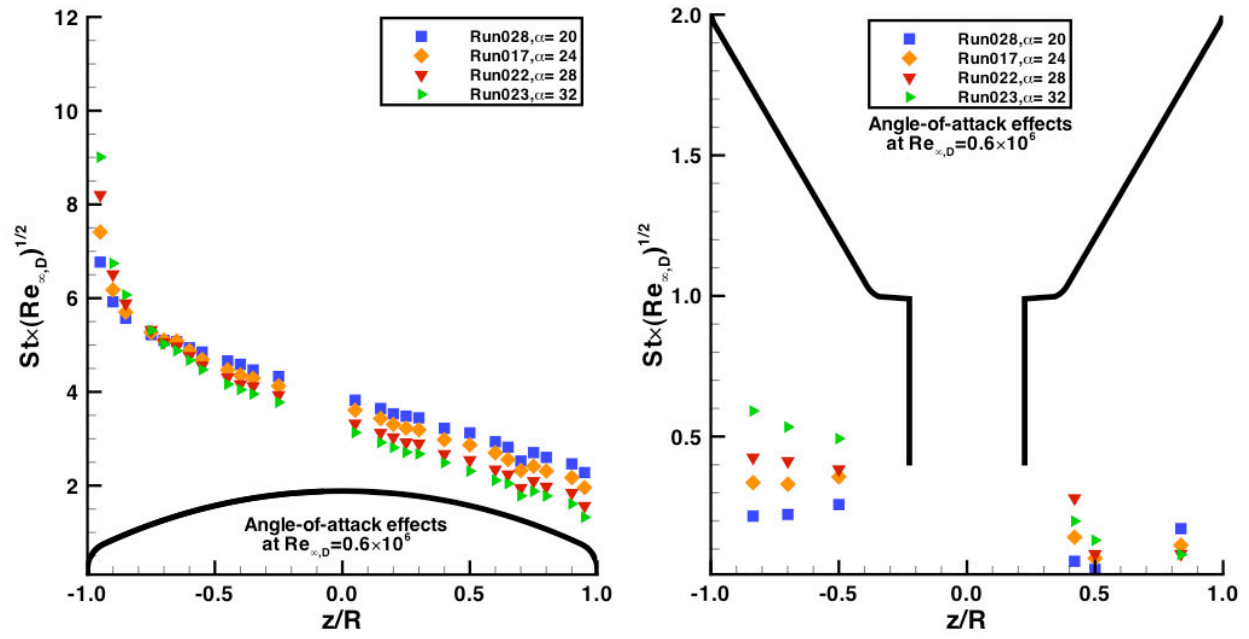 12
10
8
6
4
2
St×(Re∞,D)1/2
Run028,α= 20
Run017,α= 24
Run022,α= 28
Run023,α= 32
Angle-of-attack effects
at Re∞,D=0.6×10⁶
-1.0 -0.5 0.0 0.5 1.0
z/R
2.0
1.5
1.0
0.5
St×(Re∞,D)1/2
Run028,α= 20
Run017,α= 24
Run022,α= 28
Run023,α= 32
Angle-of-attack effects
at Re∞,D=0.6×10⁶
-1.0 -0.5 0.0 0.5 1.0
z/R